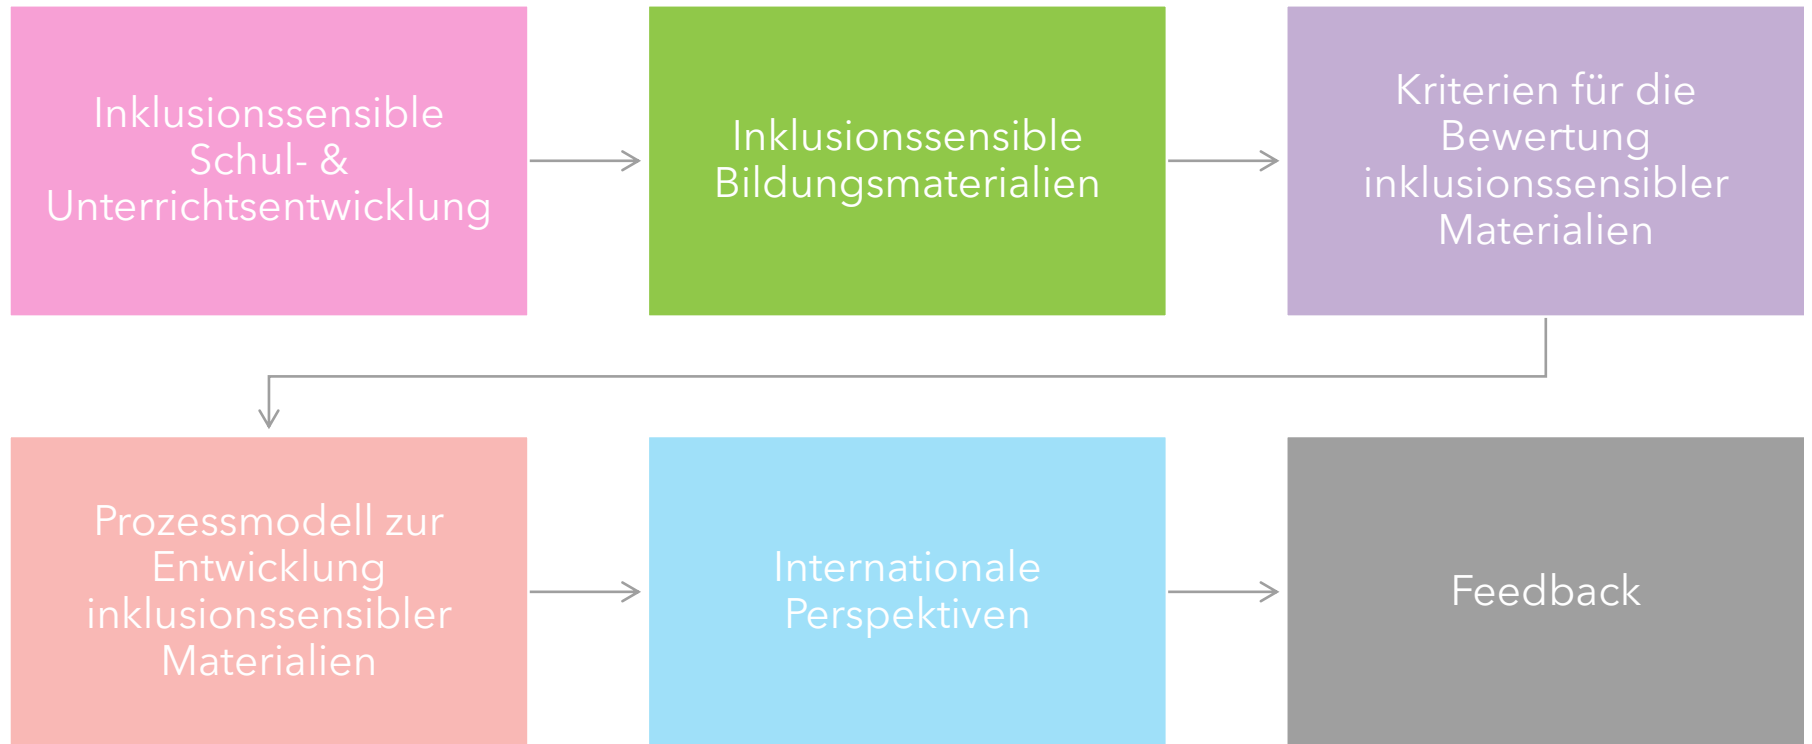 Inklusionssensible
Schul- &
Unterrichtsentwicklung
Inklusionssensible
Bildungsmaterialien
Kriterien für die
Bewertung
inklusionssensibler
Materialien
Prozessmodell zur
Entwicklung
inklusionssensibler
Materialien
Internationale
Perspektiven
Feedback